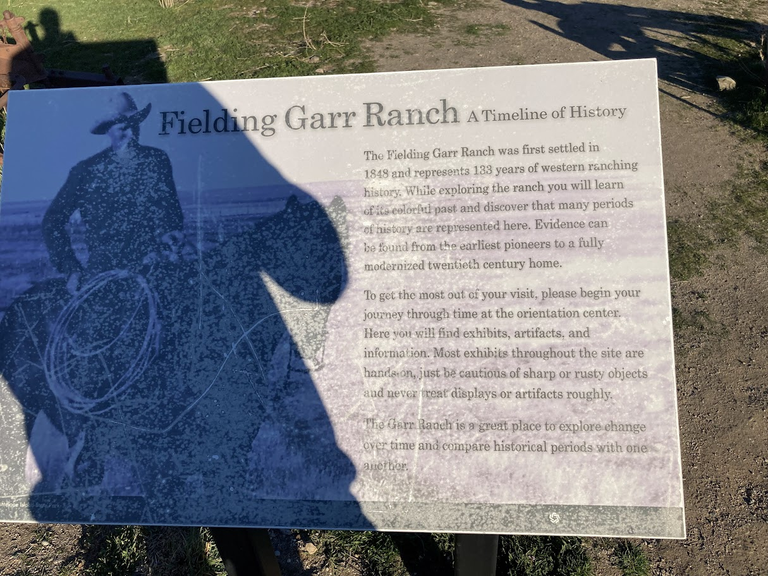 Fielding Garr Ranch A Timeline of History
The Fielding Garr Ranch was first settled in
1848 and represents 133 years of western ranching
history. While exploring the ranch you will learn
of its colorful past and discover that many periods
of history are represented here. Evidence can
be found from the earliest pioneers to a fully
modernized twentieth century home.
To get the most out of your visit, please begin your
journey through time at the orientation center.
Here you will find exhibits, artifacts, and
information. Most exhibits throughout the site are
hands-on, just be cautious of sharp or rusty objects
and never treat displays or artifacts roughly.
The Garr Ranch is a great place to explore change
over time and compare historical periods with one
another.